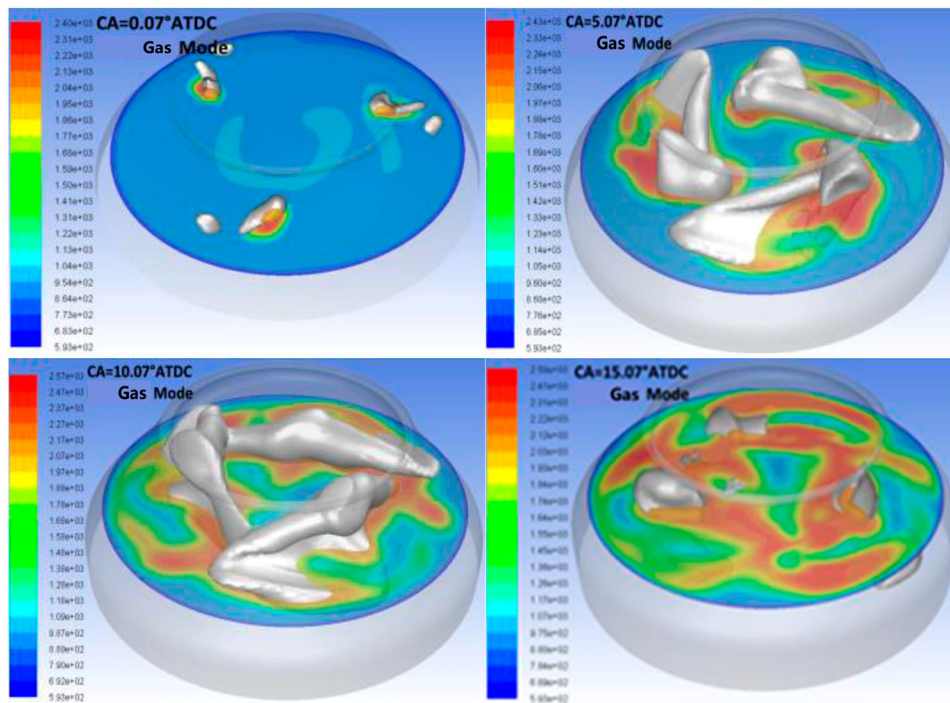 CA=0.07°ATDC
Gas Mode
2.40e+03
2.31e+03
2.22e+03
2.13e+03
2.04e+03
1.95e+03
1.86e+03
1.77e+03
1.68e+03
1.59e+03
1.50e+03
1.40e+03
1.31e+03
1.22e+03
1.13e+03
1.04e+03
9.54e+02
8.64e+02
7.73e+02
6.83e+02
5.93e+02
CA=5.07°ATDC
Gas Mode
2.43e+03
2.24e+03
2.15e+03
2.06e+03
1.97e+03
1.88e+03
1.78e+03
1.69e+03
1.60e+03
1.51e+03
1.42e+03
1.33e+03
1.23e+03
1.14e+03
1.05e+03
9.60e+02
8.68e+02
7.76e+02
6.85e+02
5.93e+02
CA=10.07°ATDC
Gas Mode
2.57e+03
2.47e+03
2.37e+03
2.27e+03
2.17e+03
2.07e+03
1.97e+03
1.88e+03
1.78e+03
1.68e+03
1.58e+03
1.48e+03
1.38e+03
1.28e+03
1.18e+03
1.09e+03
9.87e+02
8.88e+02
7.90e+02
6.92e+02
5.93e+02
CA=15.07°ATDC
Gas Mode
2.41e+03
2.31e+03
2.22e+03
2.12e+03
2.03e+03
1.93e+03
1.84e+03
1.74e+03
1.64e+03
1.55e+03
1.45e+03
1.36e+03
1.26e+03
1.17e+03
1.07e+03
9.75e+02
7.84e+02
6.89e+02
5.93e+02